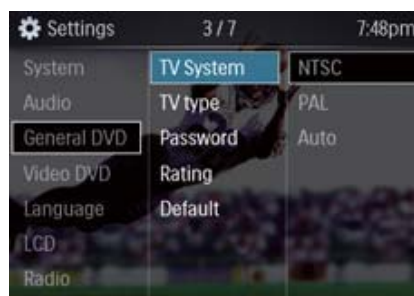 Settings 3 / 7 7:48pm
System
Audio
General DVD
Video DVD
Language
LCD
Radio
TV System
TV type
Password
Rating
Default
NTSC
PAL
Auto